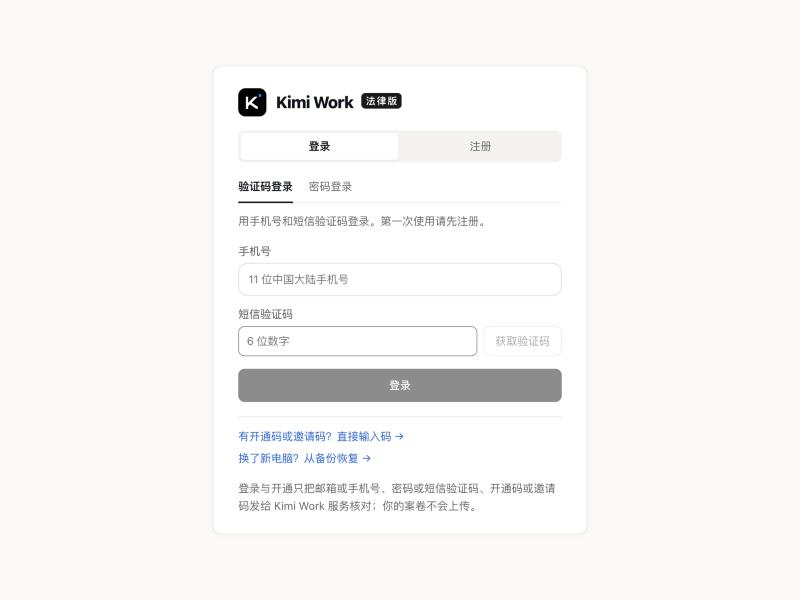 Kimi Work 法律版
登录 注册
验证码登录 密码登录
用手机号和短信验证码登录。第一次使用请先注册。
手机号
11 位中国大陆手机号
短信验证码
6 位数字 获取验证码
登录
有开通码或邀请码？直接输入码 →
换了新电脑？从备份恢复 →
登录与开通只把邮箱或手机号、密码或短信验证码、开通码或邀请
码发给 Kimi Work 服务核对；你的案卷不会上传。